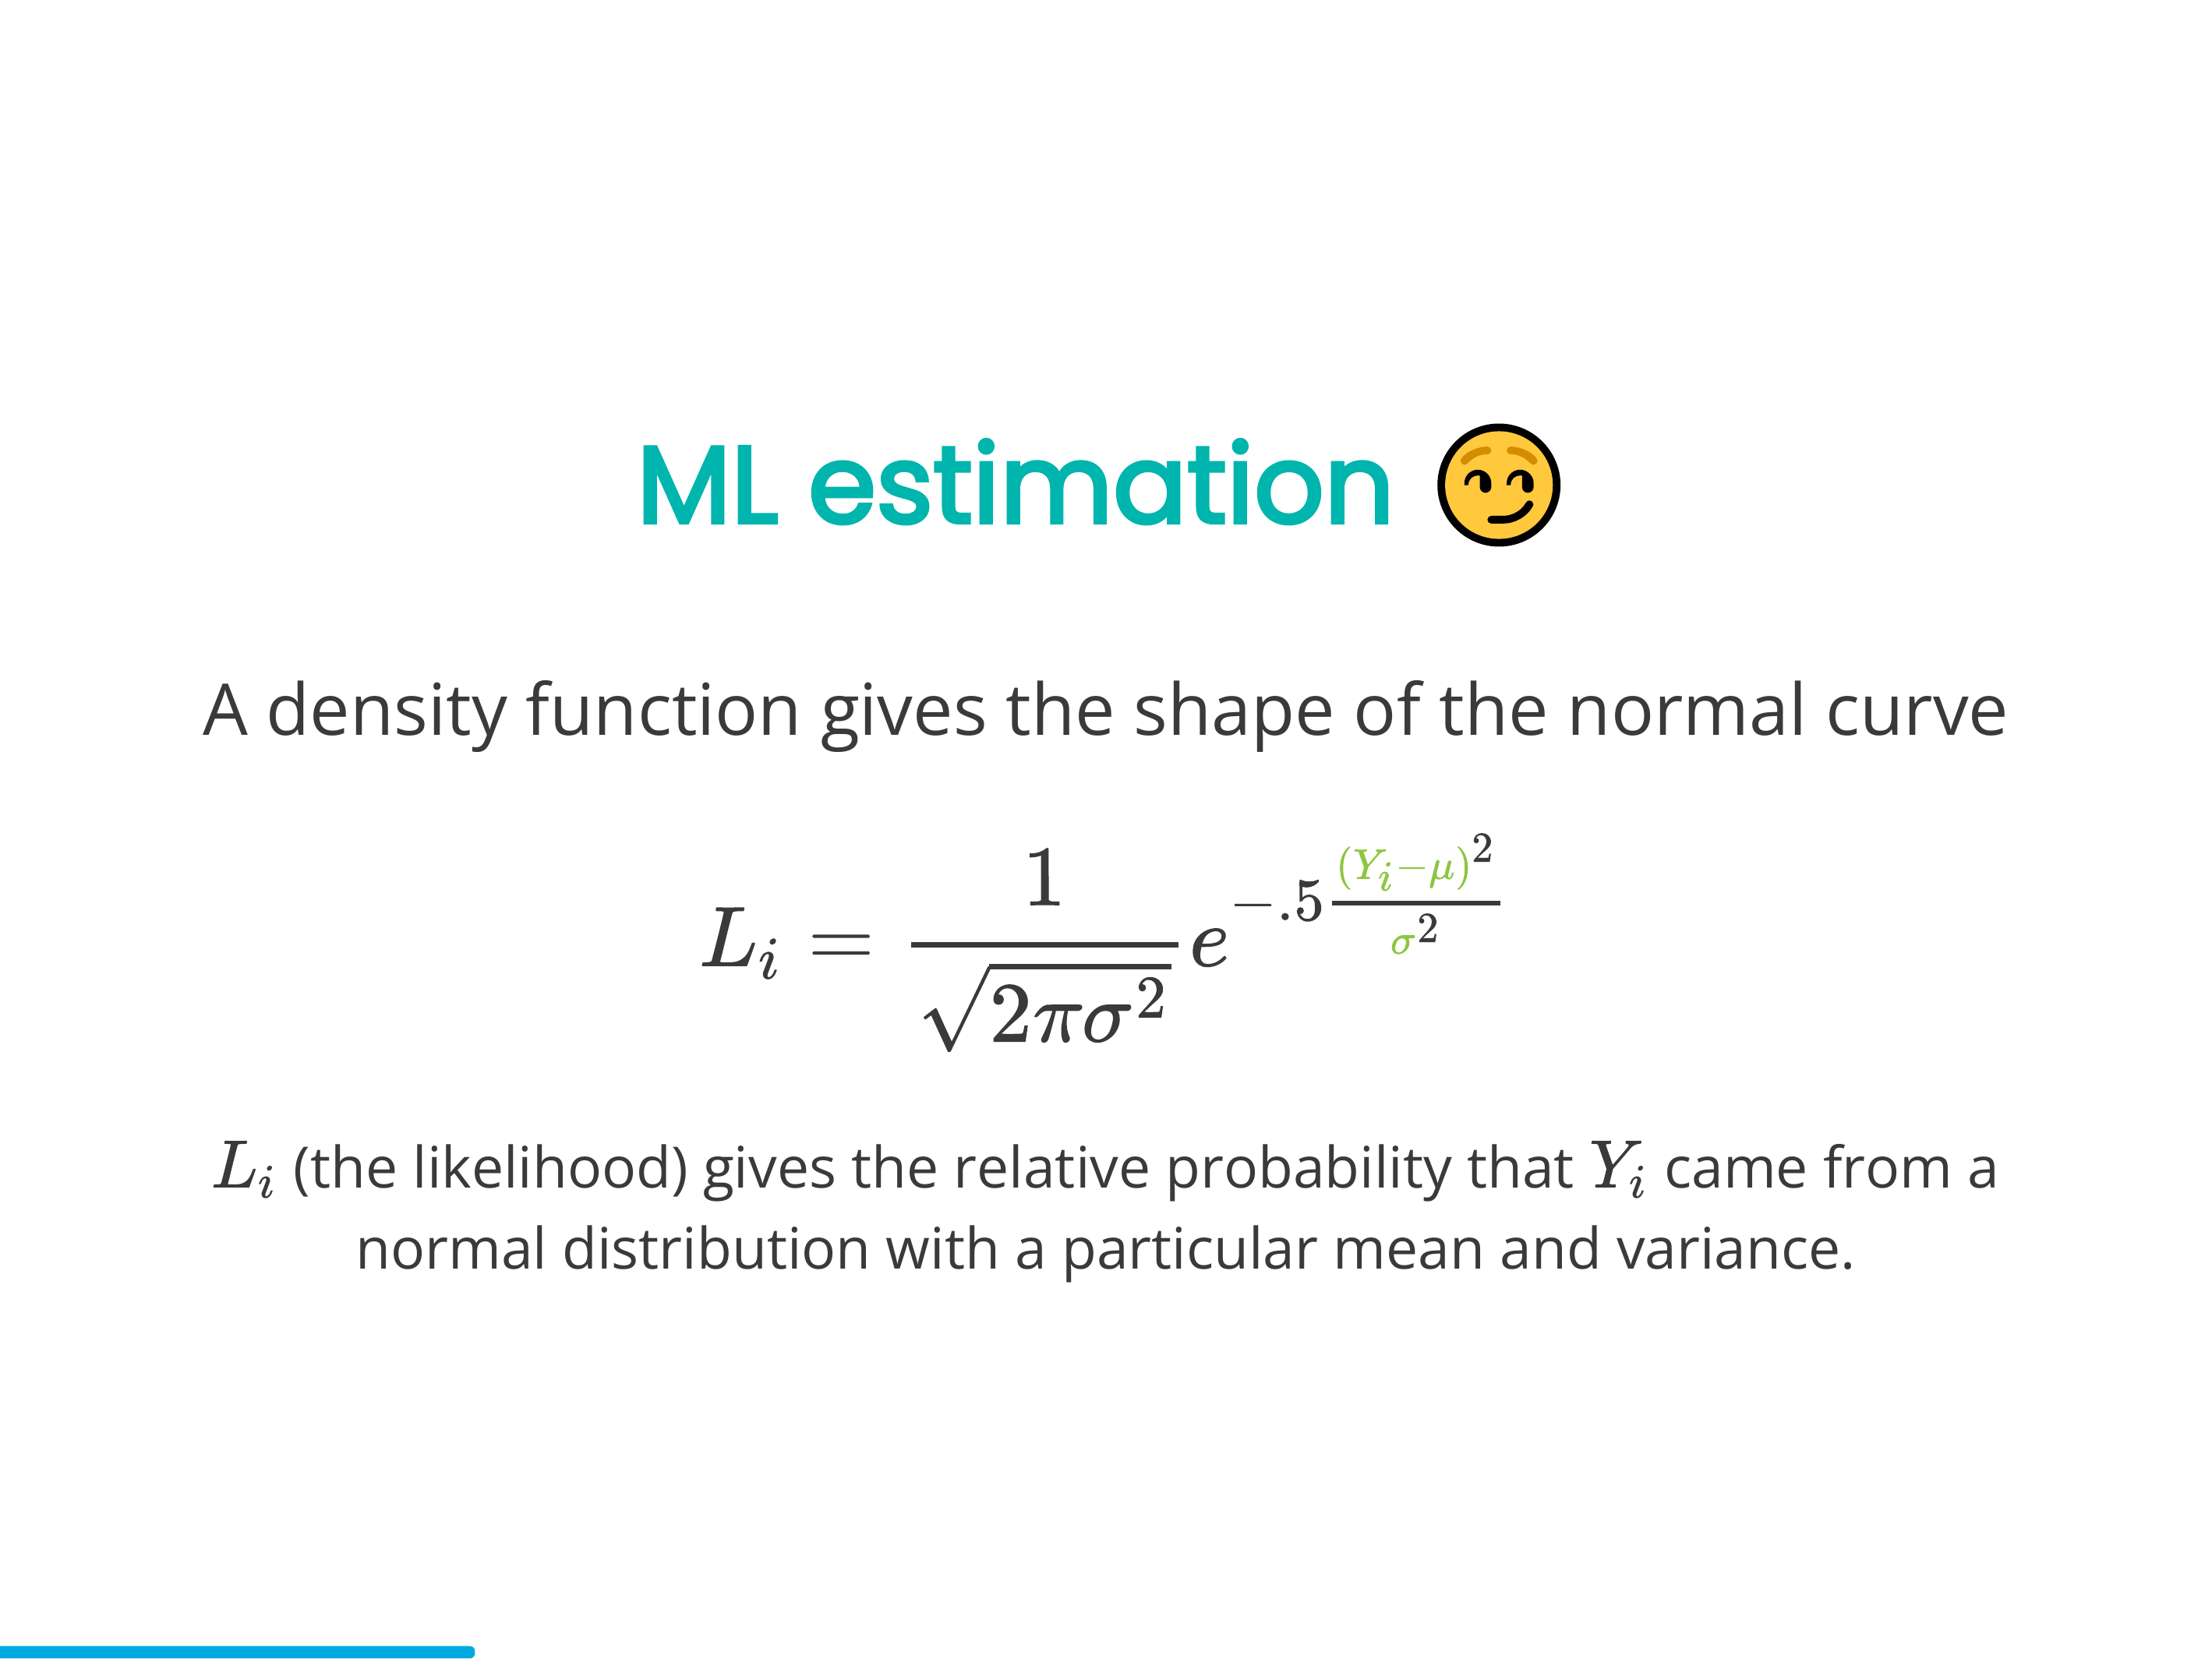 ML estimation 😏
A density function gives the shape of the normal curve
$L_i = \frac{1}{\sqrt{2\pi\sigma^2}} e^{-.5\frac{(Y_i-\mu)^2}{\sigma^2}}$
$L_i$ (the likelihood) gives the relative probability that $Y_i$ came from a
normal distribution with a particular mean and variance.